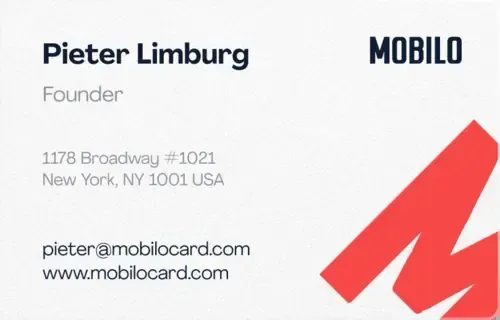 Pieter Limburg
MOBILO
Founder
1178 Broadway #1021
New York, NY 1001 USA
pieter@mobilocard.com
www.mobilocard.com